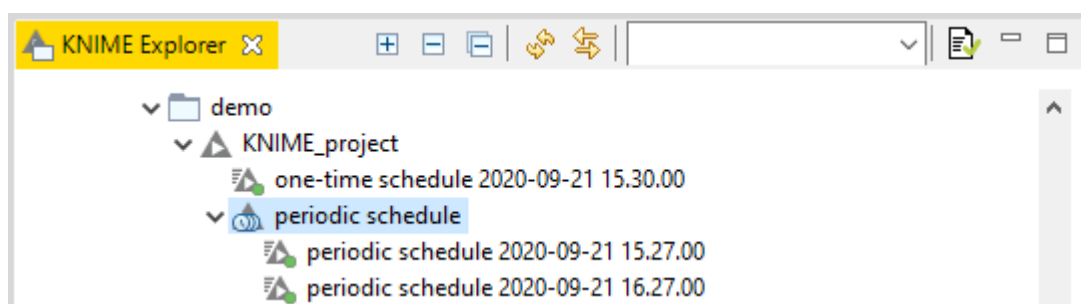 KNIME Explorer
demo
KNIME_project
one-time schedule 2020-09-21 15.30.00
periodic schedule
periodic schedule 2020-09-21 15.27.00
periodic schedule 2020-09-21 16.27.00